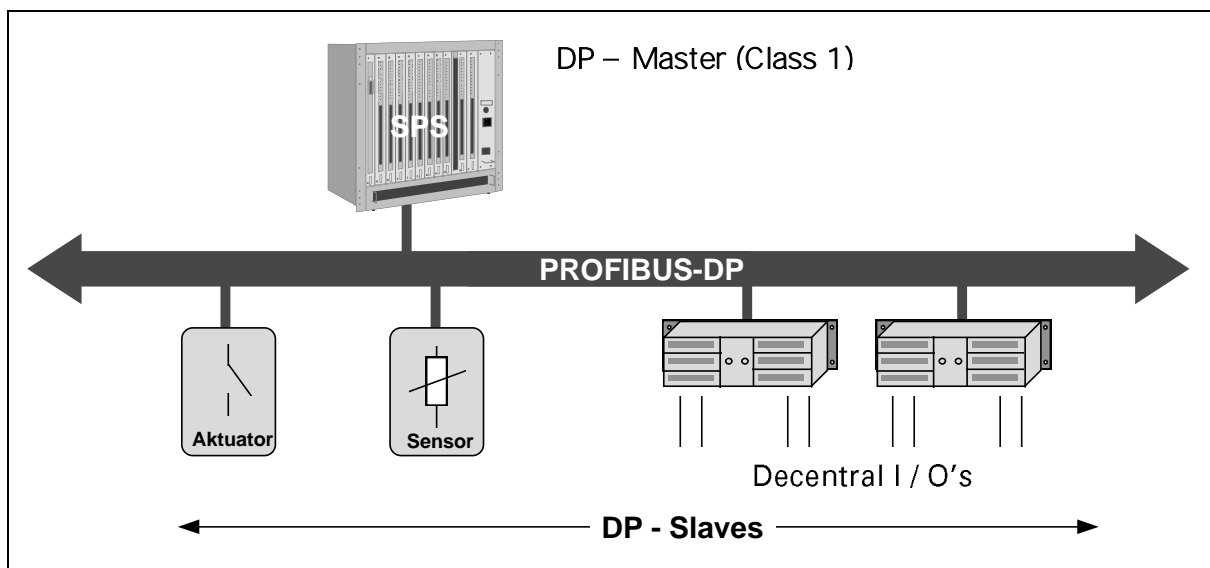 DP – Master (Class 1)
SPS
PROFIBUS-DP
Aktuator
Sensor
Decentral I / O's
DP - Slaves